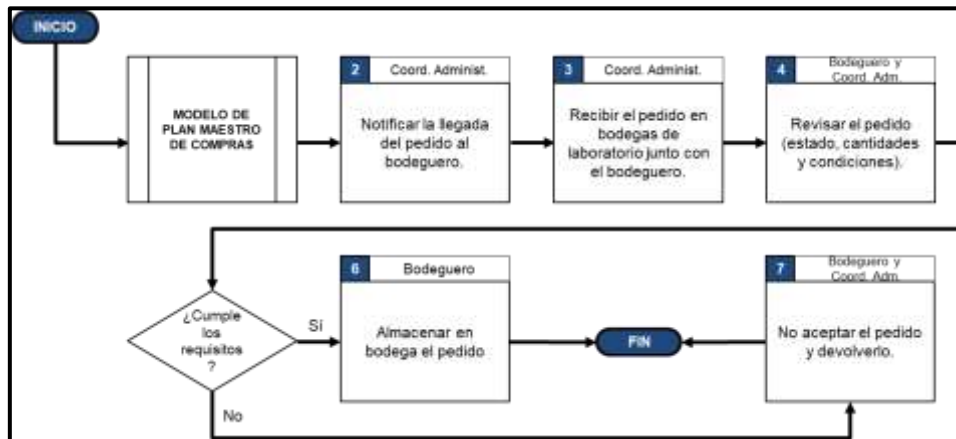 INICIO
MODELO DE
PLAN MAESTRO
DE COMPRAS
2
Coord. Administ.
Notificar la llegada
del pedido al
bodeguero.
3
Coord. Administ.
Recibir el pedido en
bodegas de
laboratorio junto con
el bodeguero.
4
Bodeguero y
Coord. Adm.
Revisar el pedido
(estado, cantidades
y condiciones).
¿Cumple
los
requisitos
?
Sí
No
6
Bodeguero
Almacenar en
bodega el pedido
FIN
7
Bodeguero y
Coord. Adm.
No aceptar el pedido
y devolverlo.